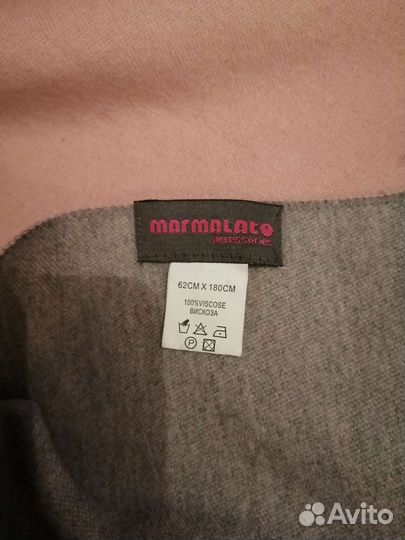 marmalato
accessories
62CM X 180CM
100%VISCOSE
ВИСКОЗА
P
Avito